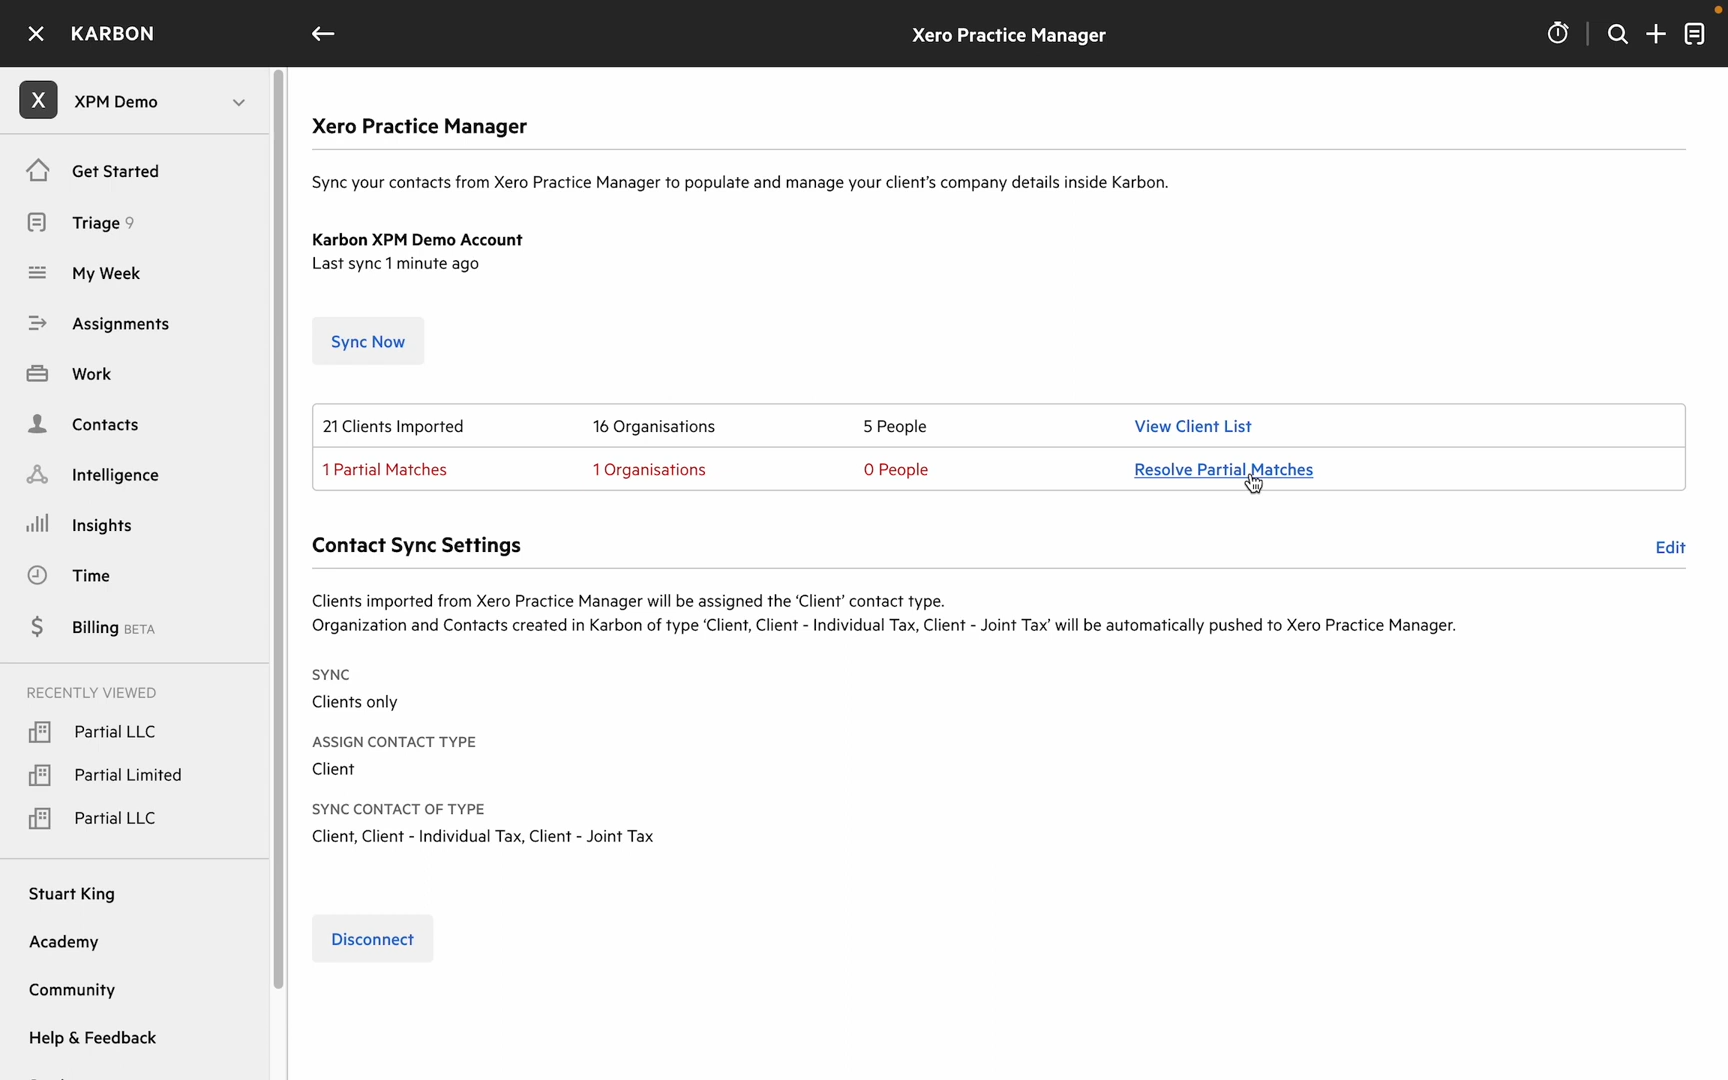 KARBON
Xero Practice Manager
X
XPM Demo
Get Started
Triage 9
My Week
Assignments
Work
Contacts
Intelligence
Insights
Time
Billing BETA
RECENTLY VIEWED
Partial LLC
Partial Limited
Partial LLC
Stuart King
Academy
Community
Help & Feedback
Xero Practice Manager
Sync your contacts from Xero Practice Manager to populate and manage your client’s company details inside Karbon.
Karbon XPM Demo Account
Last sync 1 minute ago
Sync Now
21 Clients Imported 16 Organisations 5 People View Client List
1 Partial Matches 1 Organisations 0 People Resolve Partial Matches
Contact Sync Settings Edit
Clients imported from Xero Practice Manager will be assigned the ‘Client’ contact type.
Organization and Contacts created in Karbon of type ‘Client, Client - Individual Tax, Client - Joint Tax’ will be automatically pushed to Xero Practice Manager.
SYNC
Clients only
ASSIGN CONTACT TYPE
Client
SYNC CONTACT OF TYPE
Client, Client - Individual Tax, Client - Joint Tax
Disconnect